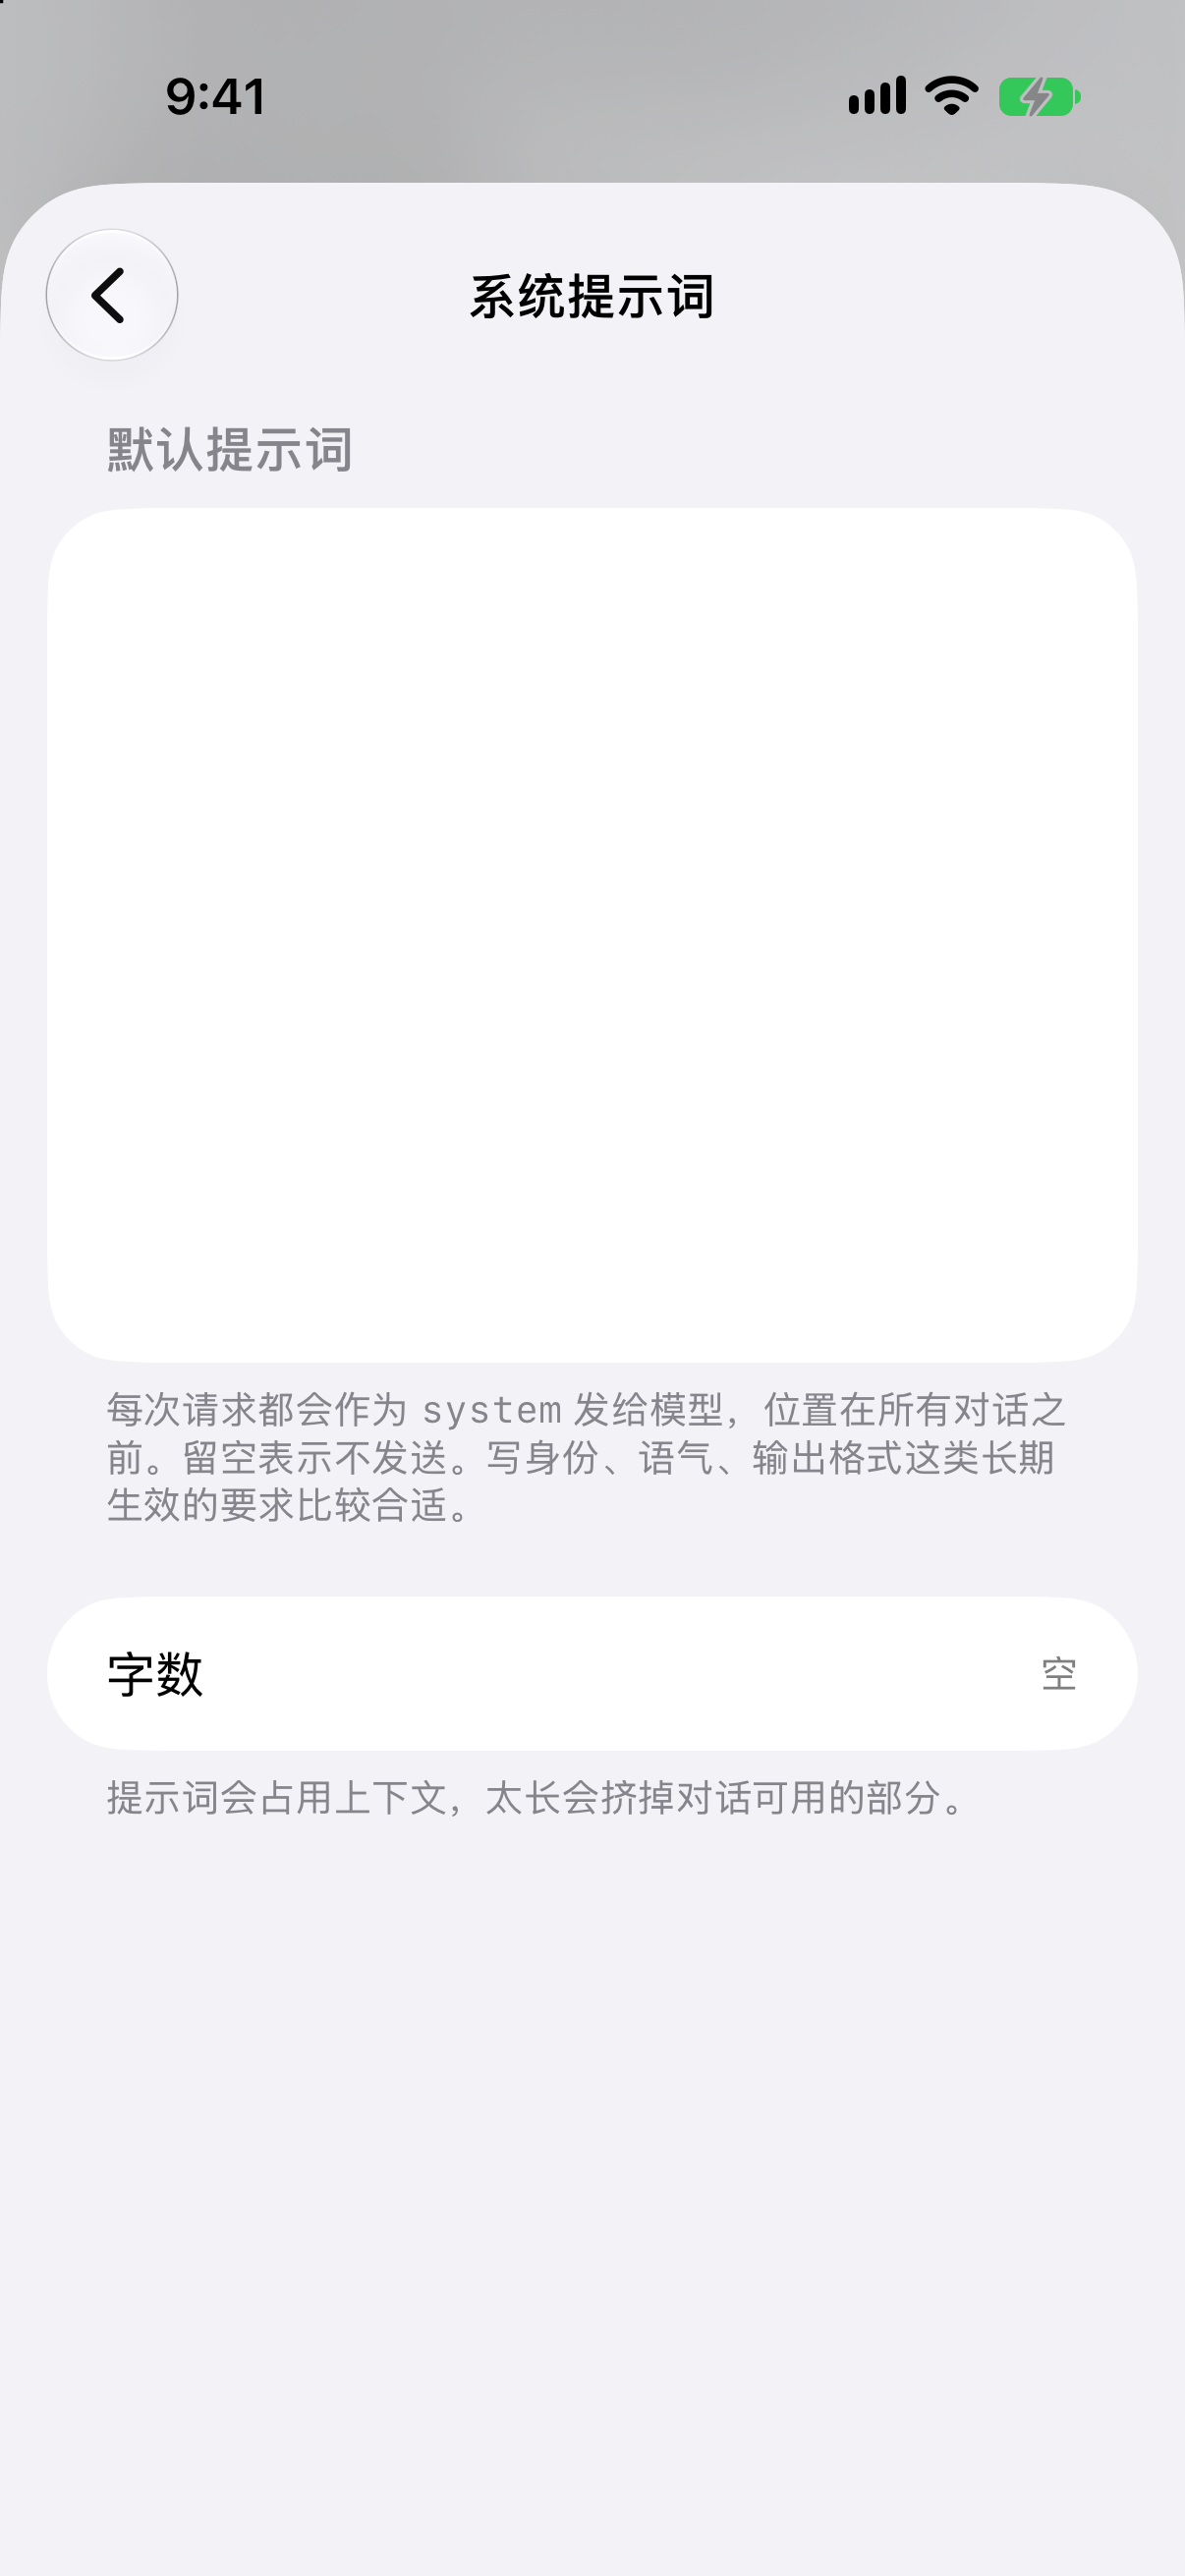 9:41
系统提示词
默认提示词
每次请求都会作为 system 发给模型，位置在所有对话之
前。留空表示不发送。写身份、语气、输出格式这类长期
生效的要求比较合适。
字数 空
提示词会占用上下文，太长会挤掉对话可用的部分。